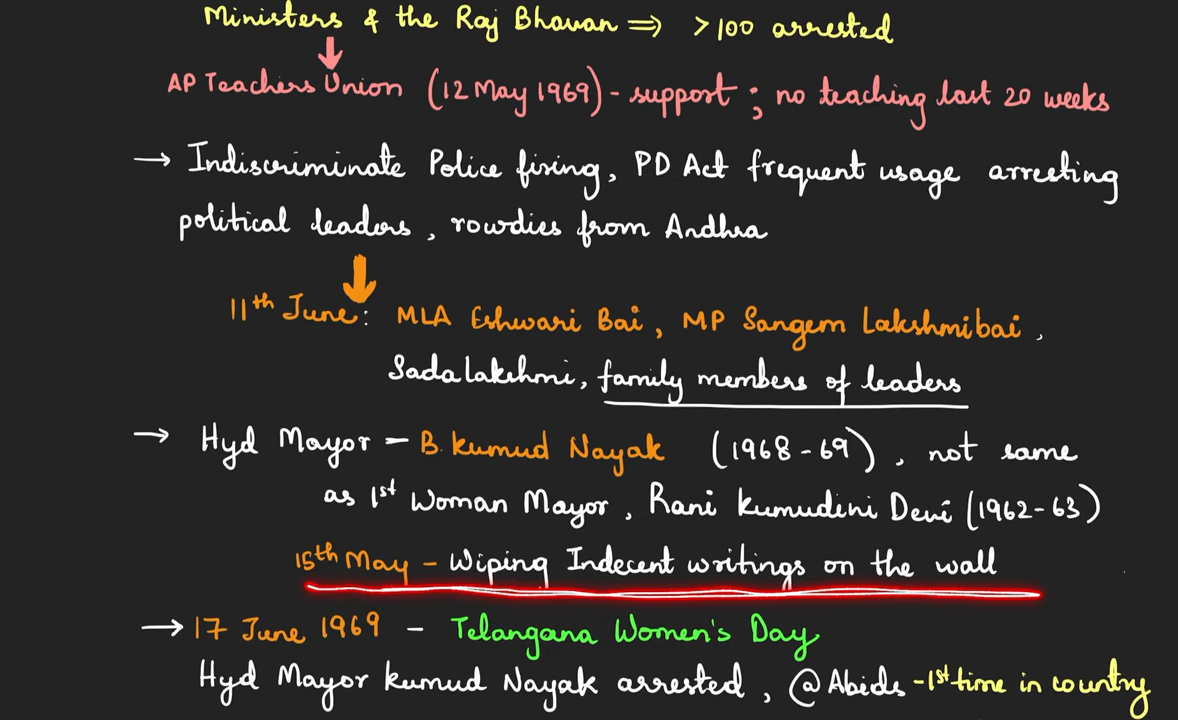 Ministers & the Raj Bhavan ⇒ >100 arrested
↓
AP Teachers Union (12 May 1969) - support ; no teaching last 20 weeks
→ Indiscriminate Police firing, PD Act frequent usage arresting
political leaders, rowdies from Andhra
↓
11th June: MLA Eshwari Bai, MP Sangem Lakshmibai,
Sadalakshmi, family members of leaders
→ Hyd Mayor - B. Kumud Nayak (1968-69), not same
as 1st Woman Mayor, Rani Kumudini Devi (1962-63)
15th May - Wiping Indecent writings on the wall
→ 17 June 1969 - Telangana Women's Day
Hyd Mayor Kumud Nayak arrested, @Abids - 1st time in country